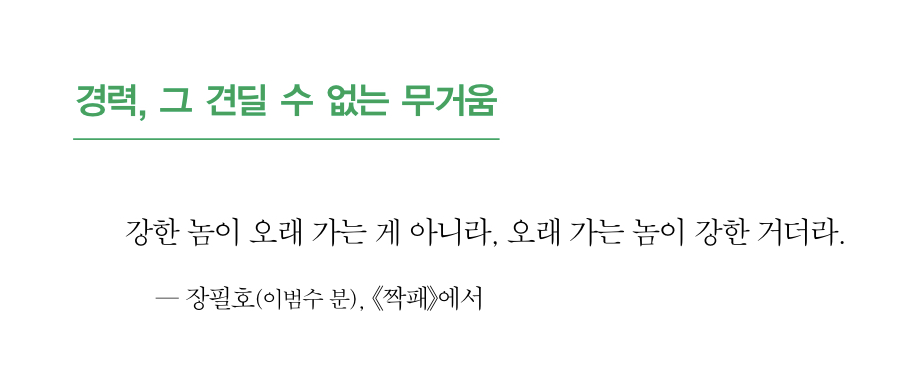 경력, 그 견딜 수 없는 무거움
강한 놈이 오래 가는 게 아니라, 오래 가는 놈이 강한 거더라.
― 장필호(이범수 분), 《짝패》에서